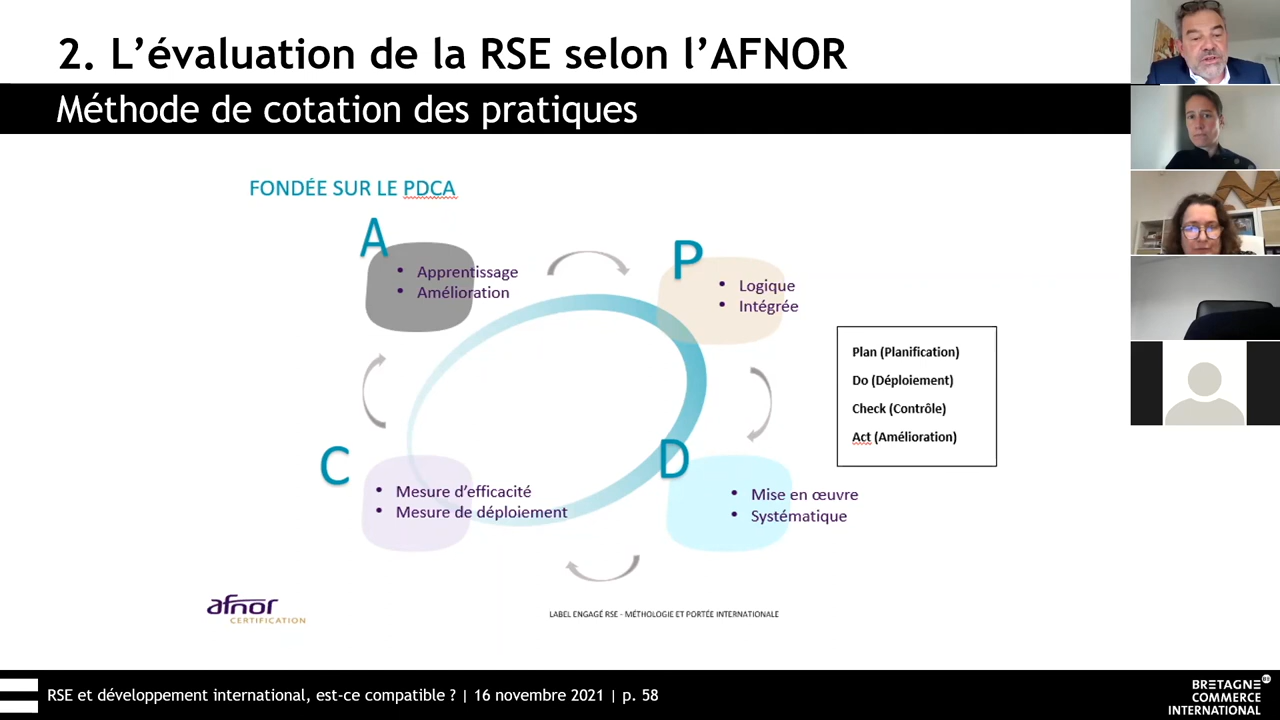 2. L’évaluation de la RSE selon l’AFNOR
Méthode de cotation des pratiques
FONDÉE SUR LE PDCA
A
• Apprentissage
• Amélioration
P
• Logique
• Intégrée
Plan (Planification)
Do (Déploiement)
Check (Contrôle)
Act (Amélioration)
C
• Mesure d’efficacité
• Mesure de déploiement
D
• Mise en œuvre
• Systématique
afnor
CERTIFICATION
LABEL ENGAGÉ RSE - MÉTHOLOGIE ET PORTÉE INTERNATIONALE
RSE et développement international, est-ce compatible ? | 16 novembre 2021 | p. 58
BRETAGNE
COMMERCE
INTERNATIONAL